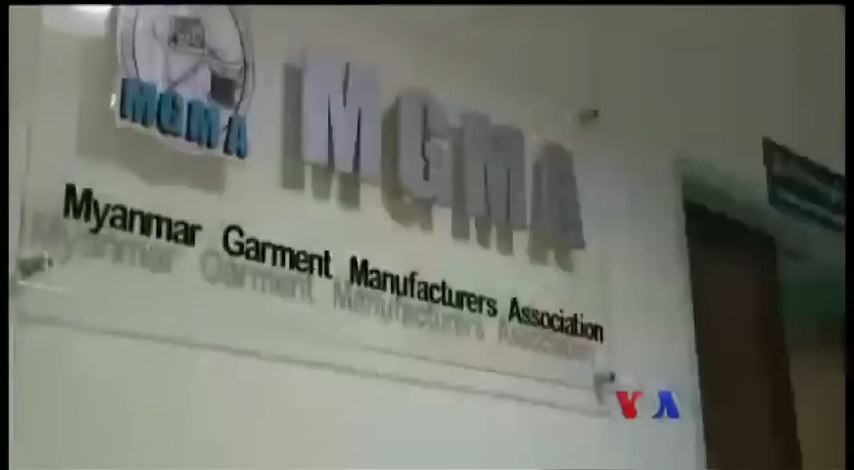 MGMA
MGMA
Myanmar Garment Manufacturers Association
VOA